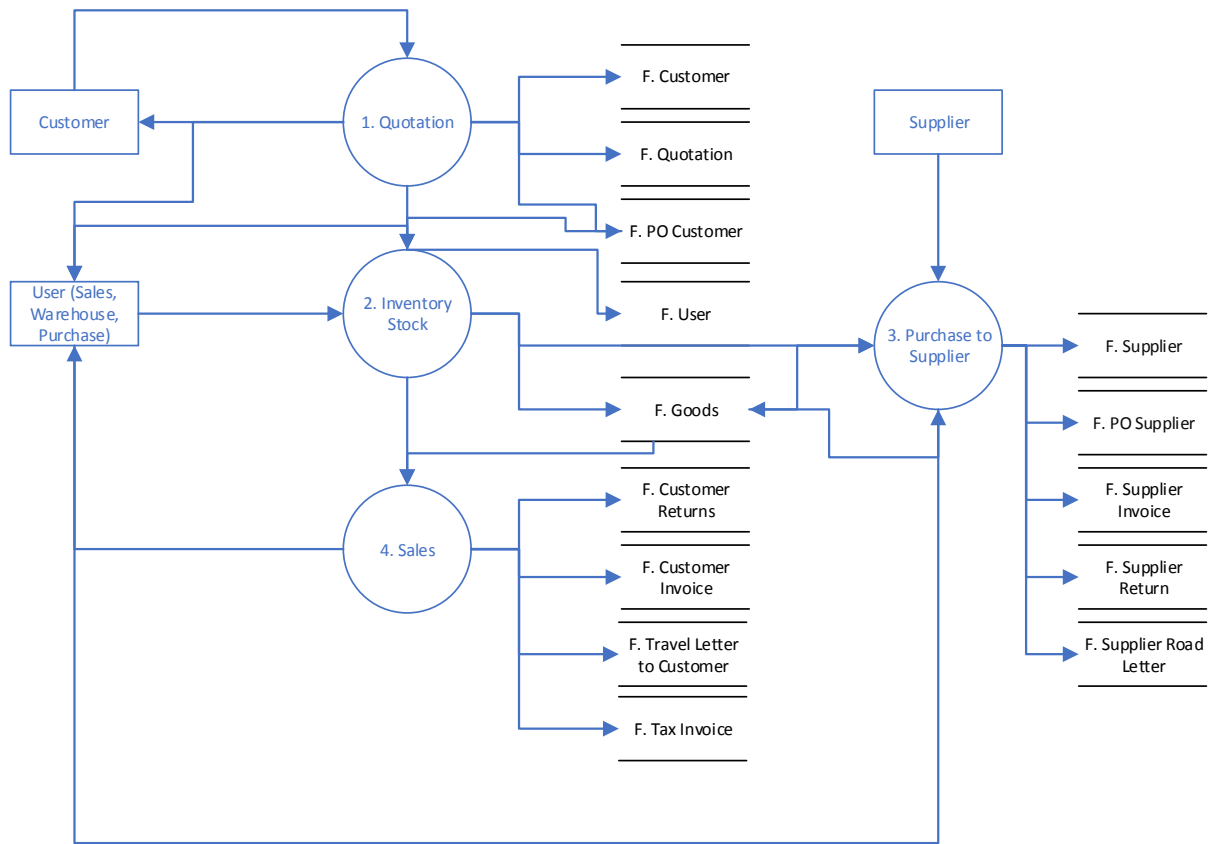 F. Customer
Customer
1. Quotation
Supplier
F. Quotation
F. PO Customer
User (Sales,
Warehouse,
Purchase)
2. Inventory
Stock
F. User
3. Purchase to
Supplier
F. Supplier
F. Goods
F. PO Supplier
F. Customer
Returns
F. Supplier
Invoice
4. Sales
F. Customer
Invoice
F. Supplier
Return
F. Travel Letter
to Customer
F. Supplier Road
Letter
F. Tax Invoice